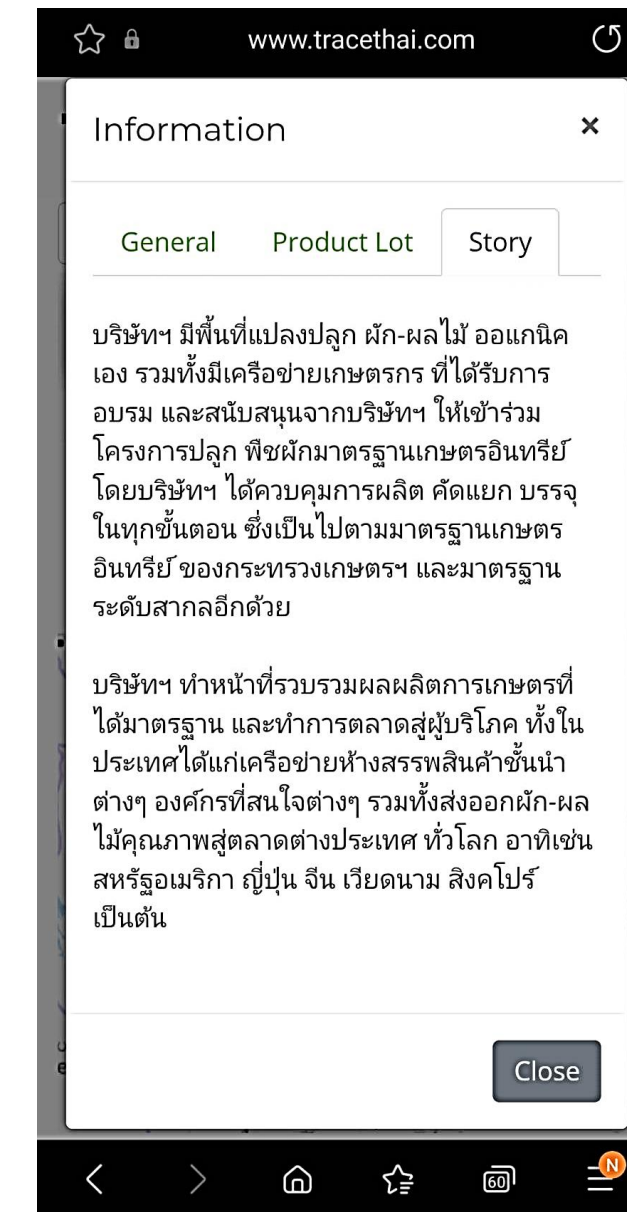 www.tracethai.com
Information
×
General Product Lot Story
บริษัทฯ มีพื้นที่แปลงปลูก ผัก-ผลไม้ ออแกนิค
เอง รวมทั้งมีเครือข่ายเกษตรกร ที่ได้รับการ
อบรม และสนับสนุนจากบริษัทฯ ให้เข้าร่วม
โครงการปลูก พืชผักมาตรฐานเกษตรอินทรีย์
โดยบริษัทฯ ได้ควบคุมการผลิต คัดแยก บรรจุ
ในทุกขั้นตอน ซึ่งเป็นไปตามมาตรฐานเกษตร
อินทรีย์ ของกระทรวงเกษตรฯ และมาตรฐาน
ระดับสากลอีกด้วย
บริษัทฯ ทำหน้าที่รวบรวมผลผลิตการเกษตรที่
ได้มาตรฐาน และทำการตลาดสู่ผู้บริโภค ทั้งใน
ประเทศได้แก่เครือข่ายห้างสรรพสินค้าชั้นนำ
ต่างๆ องค์กรที่สนใจต่างๆ รวมทั้งส่งออกผัก-ผล
ไม้คุณภาพสู่ตลาดต่างประเทศ ทั่วโลก อาทิเช่น
สหรัฐอเมริกา ญี่ปุ่น จีน เวียดนาม สิงคโปร์
เป็นต้น
Close
60
N